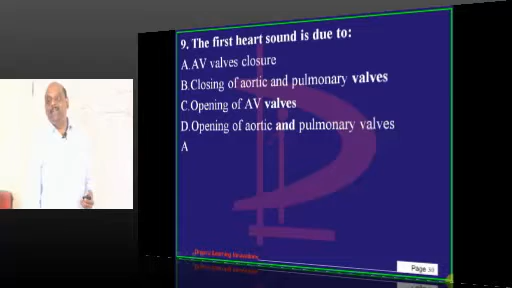 9. The first heart sound is due to:
A.AV valves closure
B.Closing of aortic and pulmonary valves
C.Opening of AV valves
D.Opening of aortic and pulmonary valves
A
Page 30